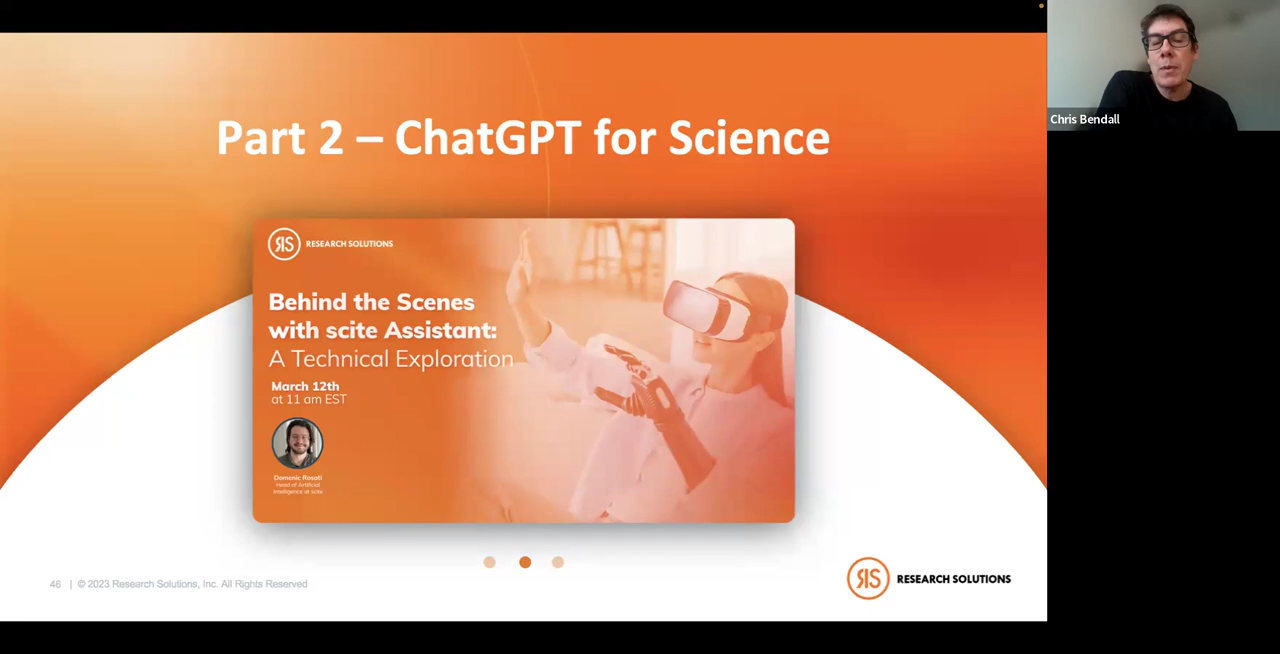 Part 2 – ChatGPT for Science
RIS RESEARCH SOLUTIONS
Behind the Scenes
with scite Assistant:
A Technical Exploration
March 12th
at 11 am EST
Domenic Rosati
Head of Artificial
Intelligence at scite
46 | © 2023 Research Solutions, Inc. All Rights Reserved
RIS RESEARCH SOLUTIONS
Chris Bendall